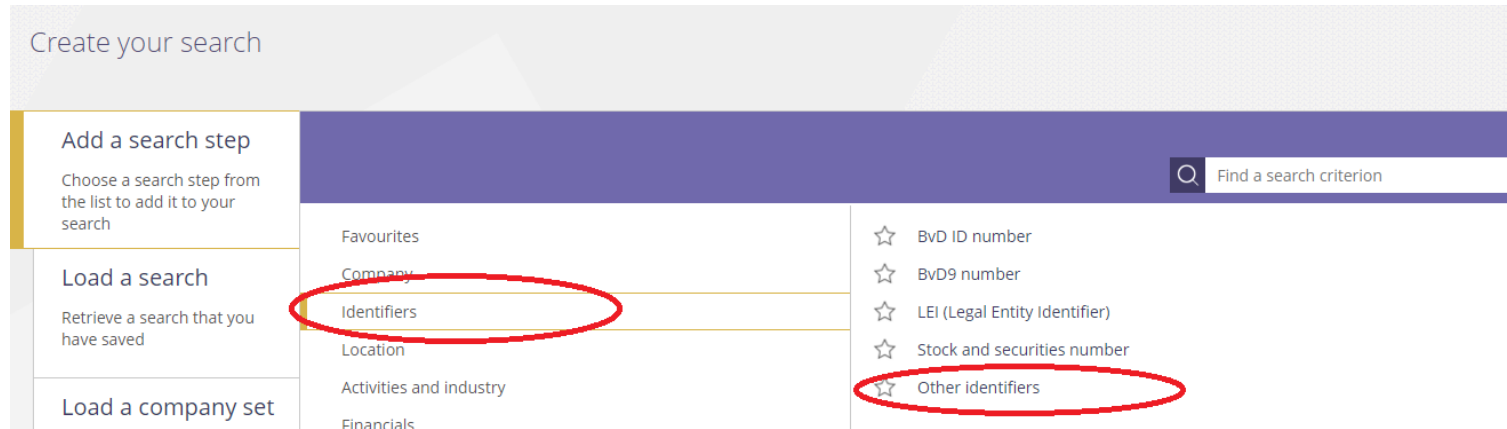 Create your search
Add a search step
Choose a search step from
the list to add it to your
search
Load a search
Retrieve a search that you
have saved
Load a company set
Find a search criterion
Favourites
Company
Identifiers
Location
Activities and industry
Financials
BvD ID number
BvD9 number
LEI (Legal Entity Identifier)
Stock and securities number
Other identifiers